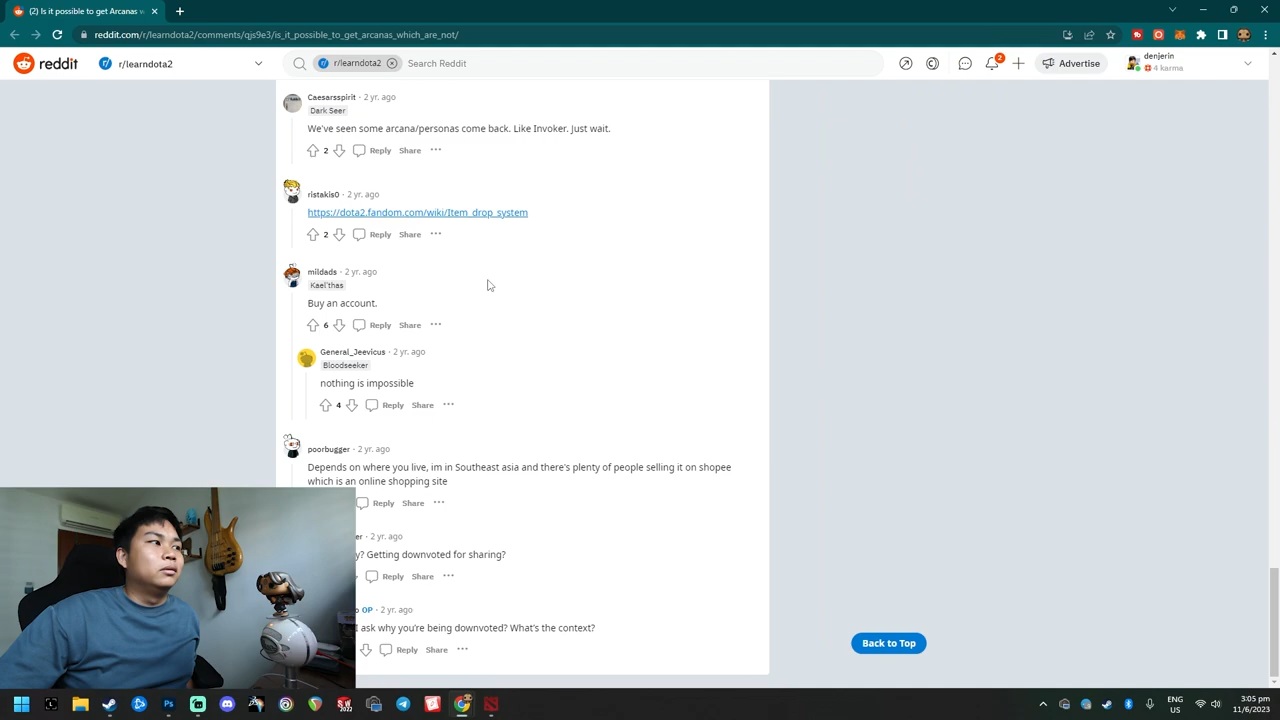 (2) Is it possible to get Arcanas w
reddit.com/r/learndota2/comments/qjs9e3/is_it_possible_to_get_arcanas_which_are_not/
reddit
r/learndota2
r/learndota2
Search Reddit
2
Advertise
denjerin
4 karma
Caesarsspirit · 2 yr. ago
Dark Seer
We've seen some arcana/personas come back. Like Invoker. Just wait.
2 Reply Share ···
ristakis0 · 2 yr. ago
https://dota2.fandom.com/wiki/Item_drop_system
2 Reply Share ···
mildads · 2 yr. ago
Kael'thas
Buy an account.
6 Reply Share ···
General_Jeevicus · 2 yr. ago
Bloodseeker
nothing is impossible
4 Reply Share ···
poorbugger · 2 yr. ago
Depends on where you live, im in Southeast asia and there's plenty of people selling it on shopee
which is an online shopping site
Reply Share ···
er · 2 yr. ago
y? Getting downvoted for sharing?
Reply Share ···
o OP · 2 yr. ago
I ask why you're being downvoted? What's the context?
Reply Share ···
Back to Top
ENG
US
3:05 pm
11/6/2023